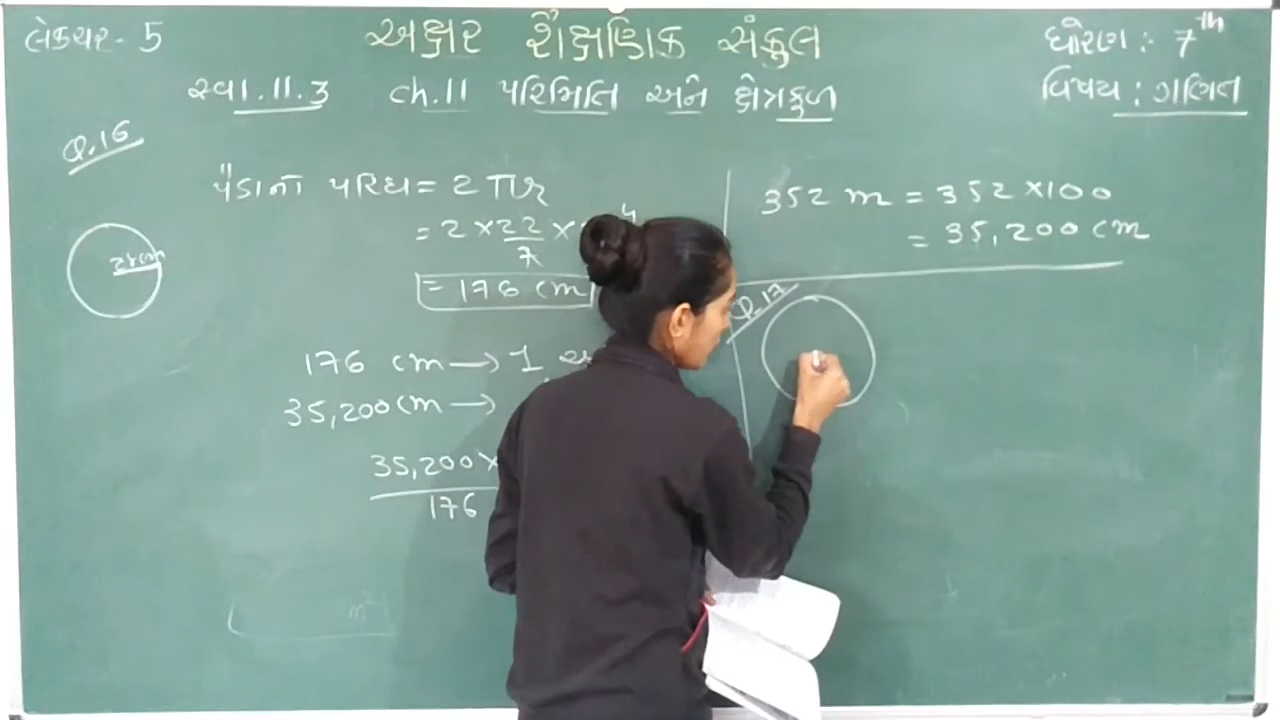 લેકચર - 5
અક્ષર શૈક્ષણિક સંકુલ
ધોરણ :- 7th
સ્વા.11.3 ch.11 પરિમિતિ અને ક્ષેત્રફળ
વિષય : ગણિત
Q.16
28 cm
પૈડાનો પરિઘ = 2πr
= 2 × 22/7 ×
4
= 176 cm
176 cm → 1
35,200 cm →
35,200 ×
176
m²
352 m = 352 × 100
= 35,200 cm
Q.17